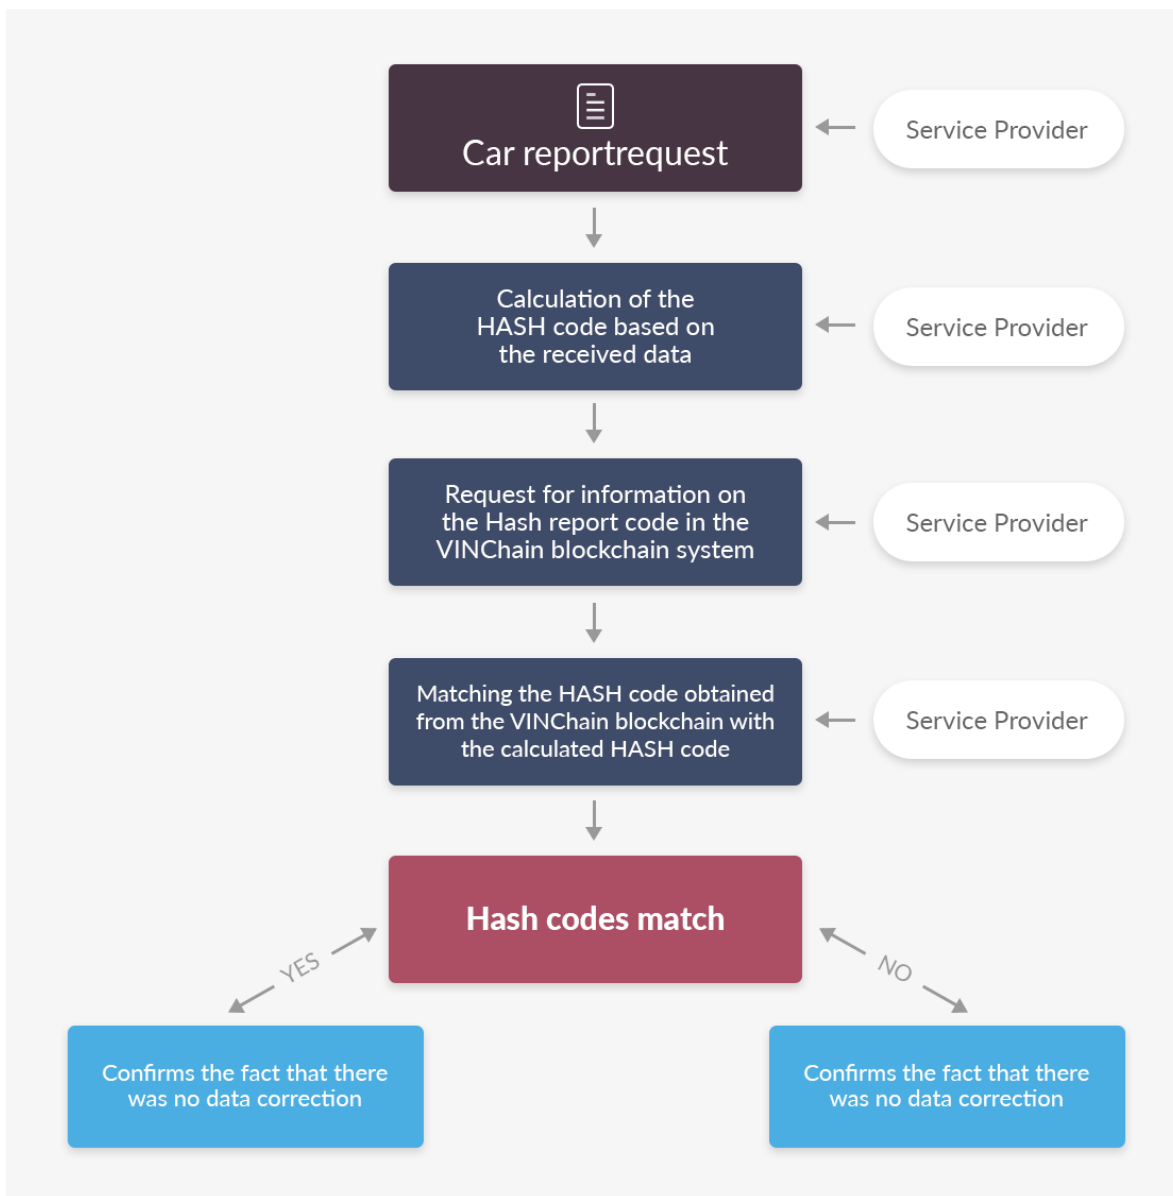 Car reportrequest
Service Provider
Calculation of the
HASH code based on
the received data
Service Provider
Request for information on
the Hash report code in the
VINChain blockchain system
Service Provider
Matching the HASH code obtained
from the VINChain blockchain with
the calculated HASH code
Service Provider
Hash codes match
YES
NO
Confirms the fact that there
was no data correction
Confirms the fact that there
was no data correction